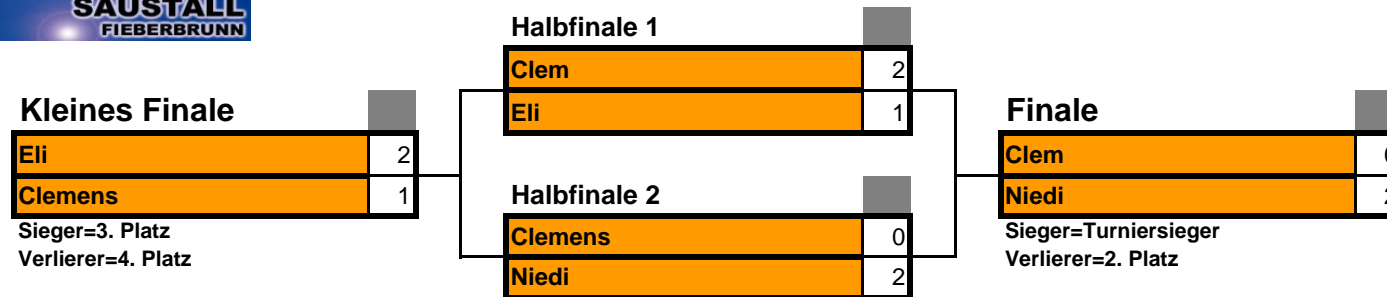 SAUSTALL
FIEBERBRUNN
Kleines Finale
Eli 2
Clemens 1
Sieger=3. Platz
Verlierer=4. Platz
Halbfinale 1
Clem 2
Eli 1
Halbfinale 2
Clemens 0
Niedi 2
Finale
Clem
Niedi
Sieger=Turniersieger
Verlierer=2. Platz